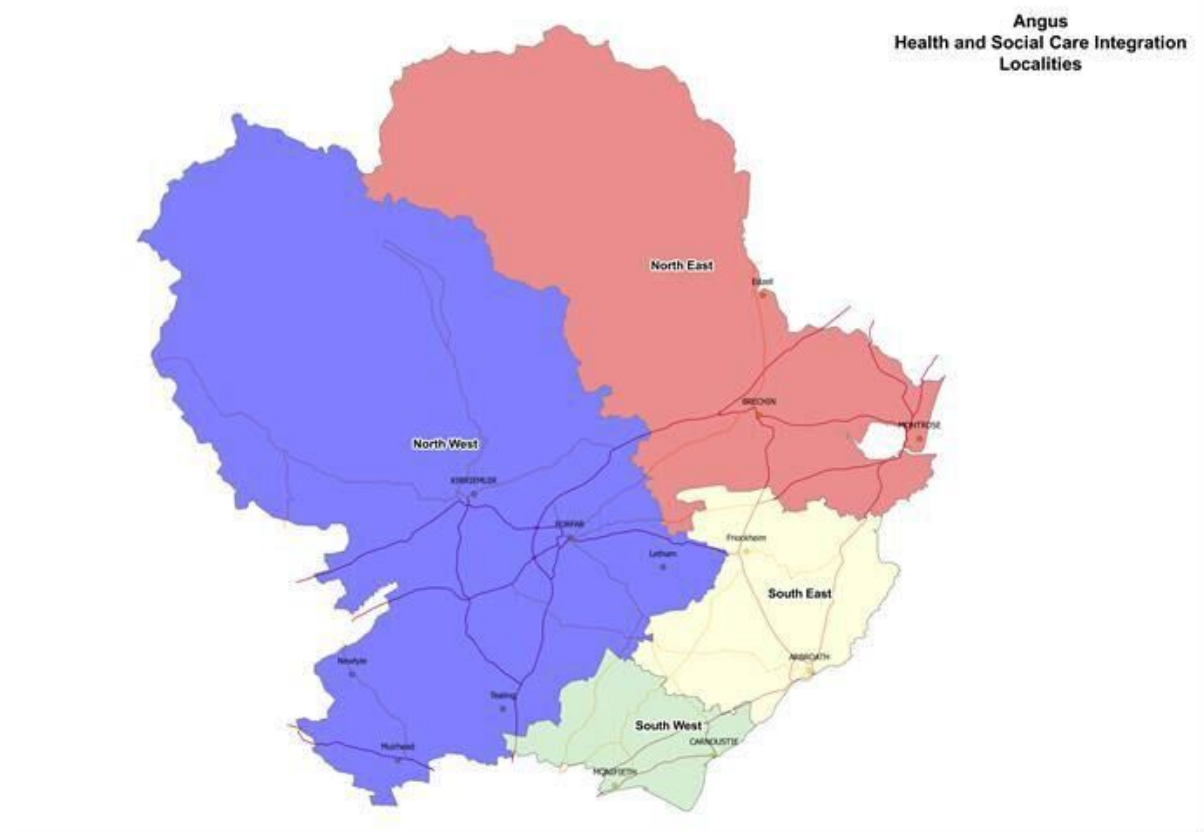 Angus
Health and Social Care Integration
Localities
North East
Edzell
BRECHIN
MONTROSE
North West
KIRRIEMUIR
FORFAR
Letham
Friockheim
South East
ARBROATH
Newtyle
Tealing
South West
CARNOUSTIE
Muirhead
MONIFIETH